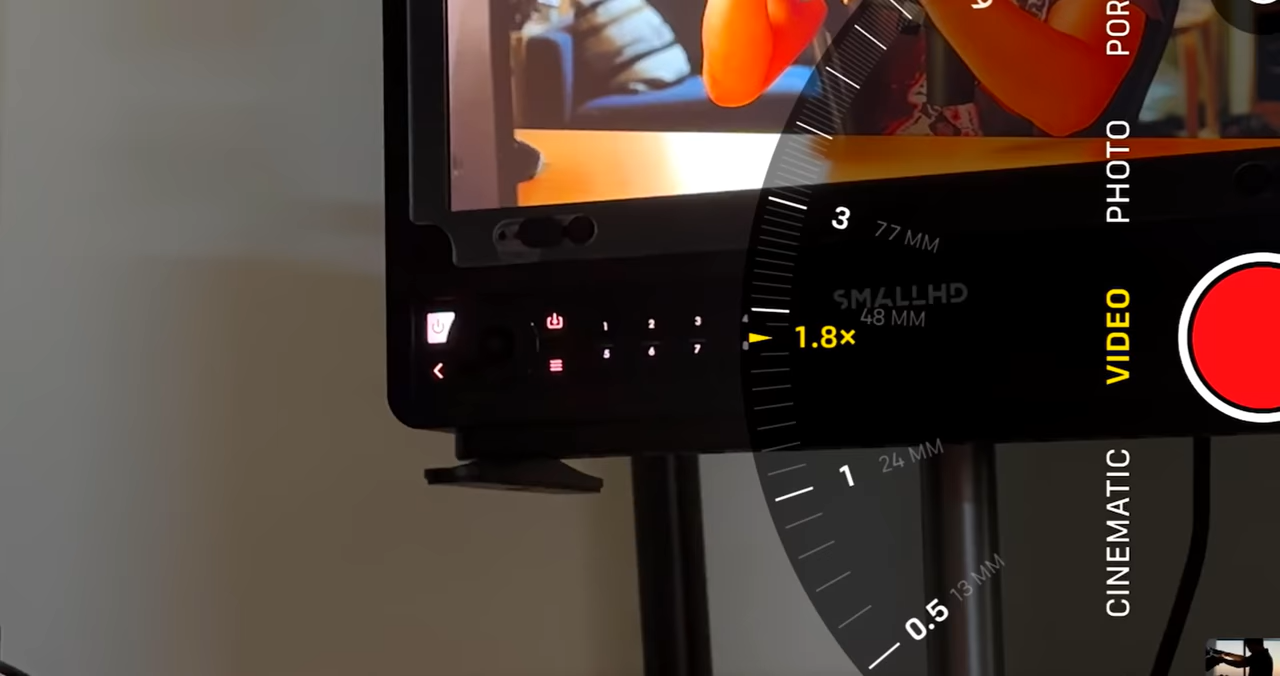 SMALLHD
1 2 3 4
5 6 7
3 77 MM
48 MM
1.8×
1 24 MM
0.5 13 MM
PHOTO
VIDEO
CINEMATIC